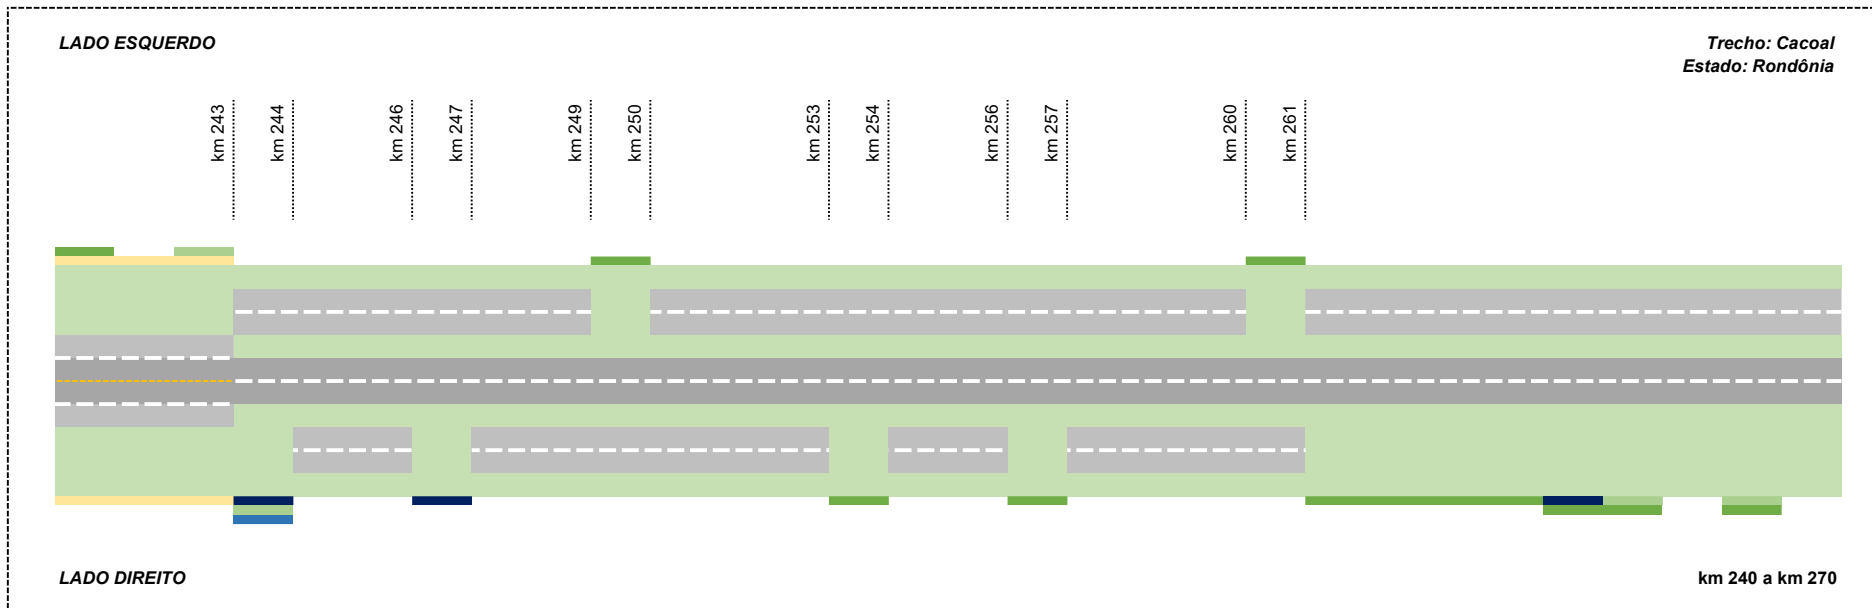 LADO ESQUERDO
Trecho: Cacoal
Estado: Rondônia
km 243
km 244
km 246
km 247
km 249
km 250
km 253
km 254
km 256
km 257
km 260
km 261
LADO DIREITO
km 240 a km 270